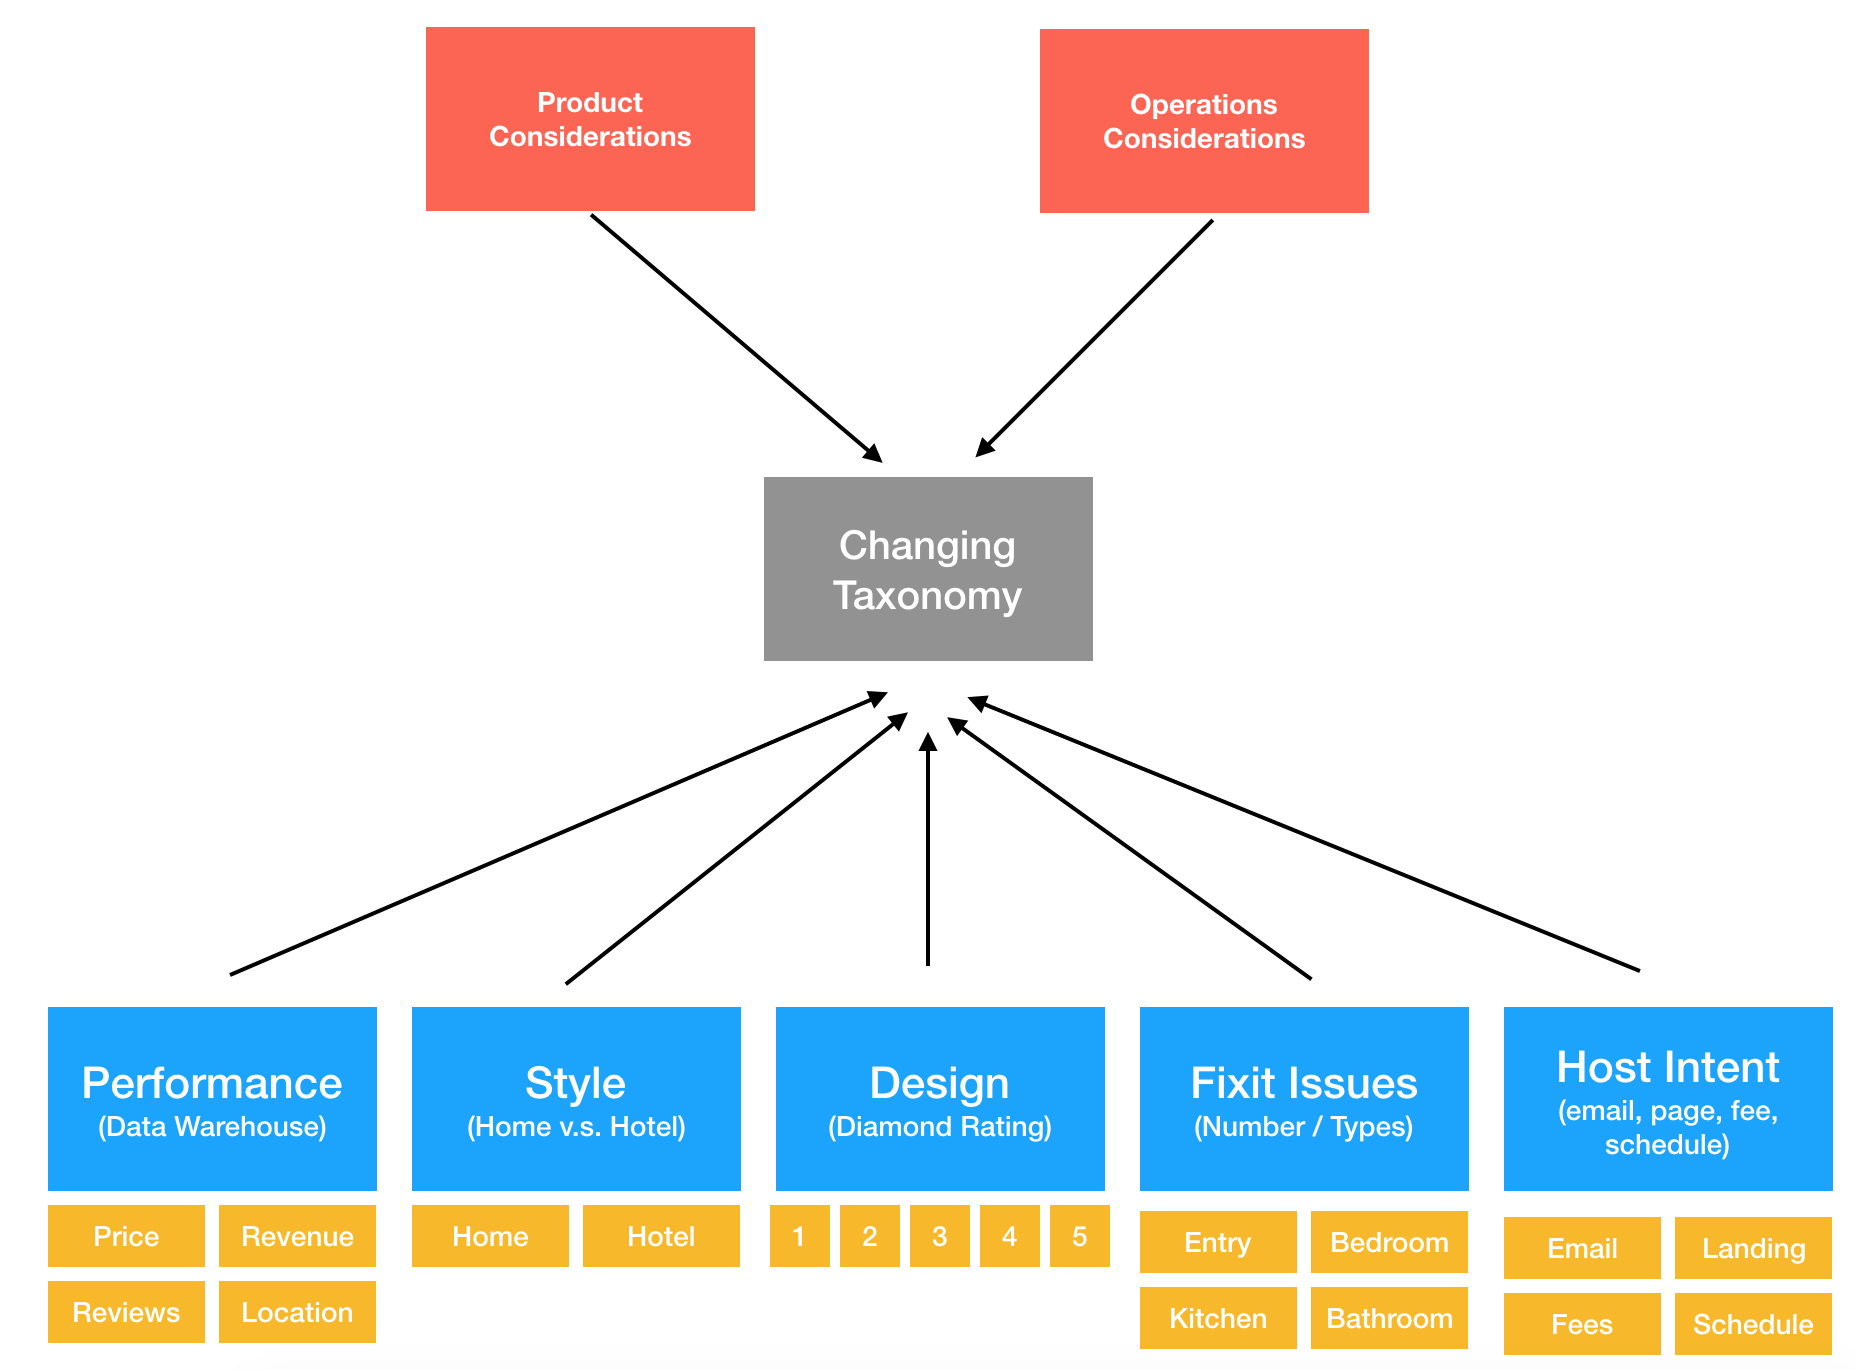 Product
Considerations
Operations
Considerations
Changing
Taxonomy
Performance
(Data Warehouse)
Style
(Home v.s. Hotel)
Design
(Diamond Rating)
Fixit Issues
(Number / Types)
Host Intent
(email, page, fee,
schedule)
Price
Revenue
Reviews
Location
Home
Hotel
1
2
3
4
5
Entry
Bedroom
Kitchen
Bathroom
Email
Landing
Fees
Schedule